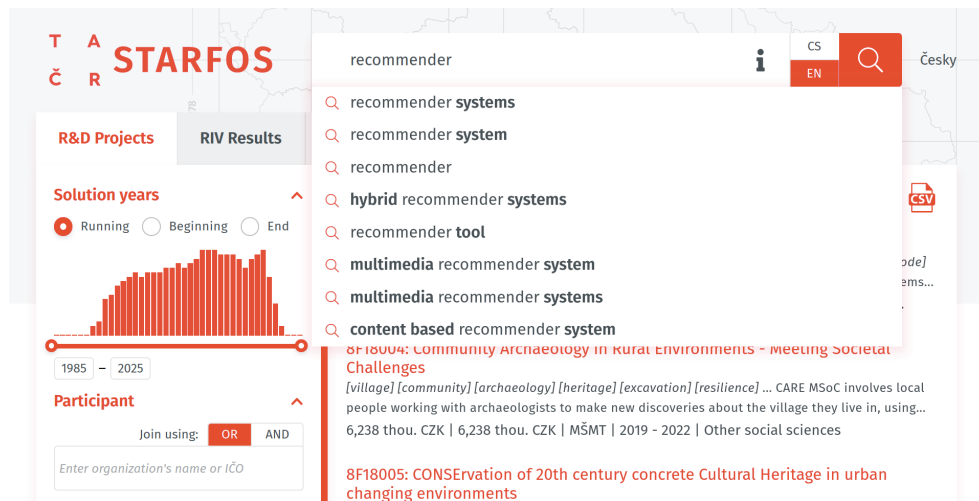 T A
Č R
STARFOS
recommender
i
CS
EN
Česky
recommender systems
recommender system
recommender
hybrid recommender systems
recommender tool
multimedia recommender system
multimedia recommender systems
content based recommender system
78
R&D Projects
RIV Results
Solution years
Running
Beginning
End
1985 – 2025
Participant
Join using: OR AND
Enter organization's name or IČO
CSV
ode]
ems...
8F18004: Community Archaeology in Rural Environments - Meeting Societal
Challenges
[village] [community] [archaeology] [heritage] [excavation] [resilience] ... CARE MSoC involves local
people working with archaeologists to make new discoveries about the village they live in, using...
6,238 thou. CZK | 6,238 thou. CZK | MŠMT | 2019 - 2022 | Other social sciences
8F18005: CONSErvation of 20th century concrete Cultural Heritage in urban
changing environments